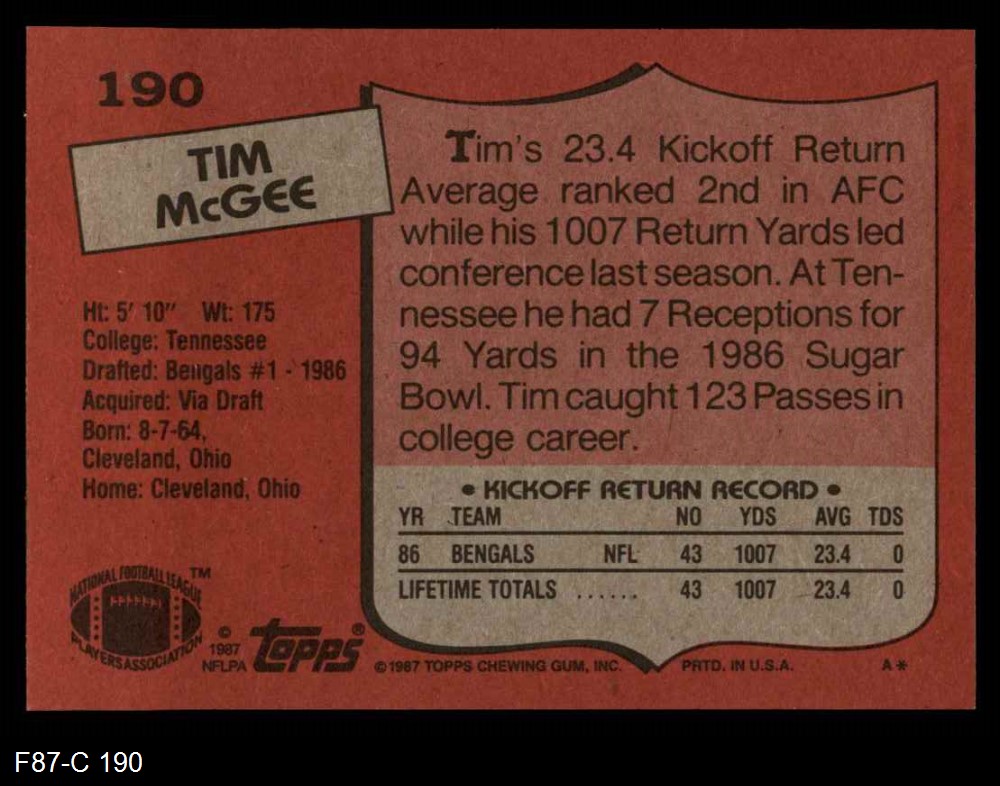 190
TIM
McGEE
Ht: 5' 10" Wt: 175
College: Tennessee
Drafted: Bengals #1 - 1986
Acquired: Via Draft
Born: 8-7-64,
Cleveland, Ohio
Home: Cleveland, Ohio
Tim's 23.4 Kickoff Return
Average ranked 2nd in AFC
while his 1007 Return Yards led
conference last season. At Ten-
nessee he had 7 Receptions for
94 Yards in the 1986 Sugar
Bowl. Tim caught 123 Passes in
college career.
• KICKOFF RETURN RECORD •
YR TEAM NO YDS AVG TDS
86 BENGALS NFL 43 1007 23.4 0
LIFETIME TOTALS ...... 43 1007 23.4 0
NATIONAL FOOTBALL LEAGUE TM
PLAYERS ASSOCIATION
© 1987 NFLPA
topps®
©1987 TOPPS CHEWING GUM, INC. PRTD. IN U.S.A. A*
F87-C 190